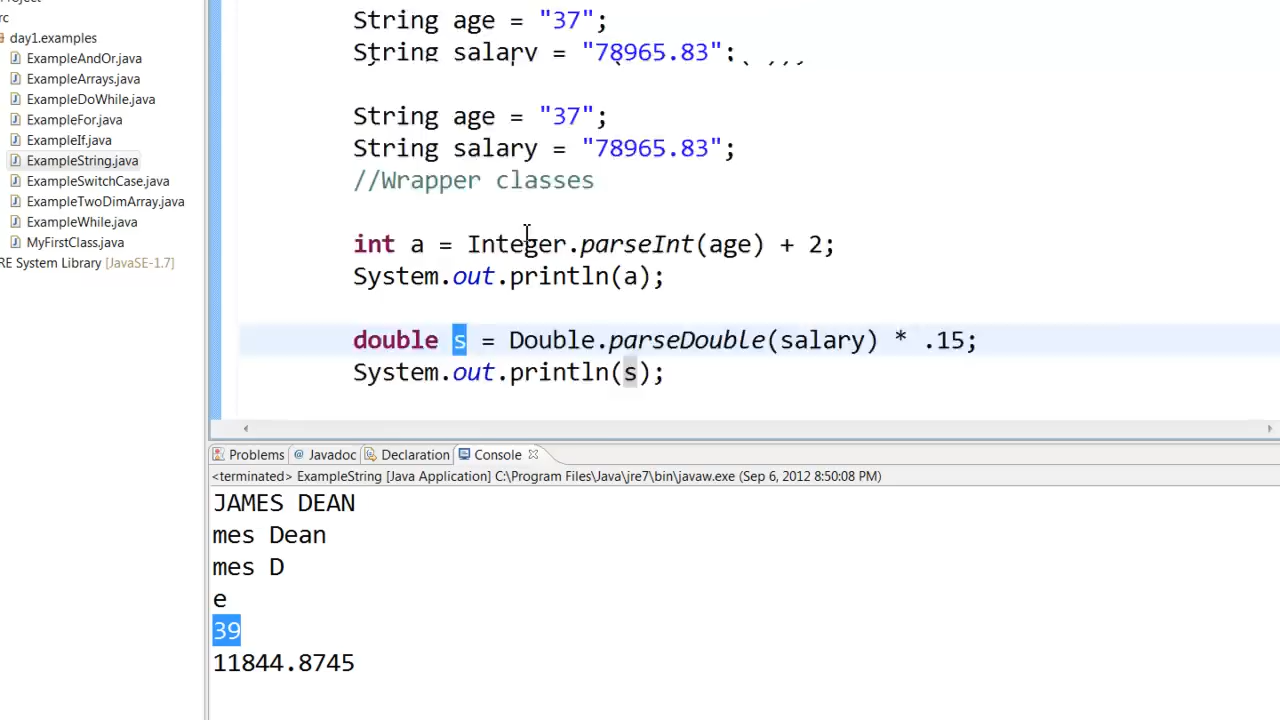 rc
day1.examples
ExampleAndOr.java
ExampleArrays.java
ExampleDoWhile.java
ExampleFor.java
ExampleIf.java
ExampleString.java
ExampleSwitchCase.java
ExampleTwoDimArray.java
ExampleWhile.java
MyFirstClass.java
RE System Library [JavaSE-1.7]
String age = "37";
String salary = "78965.83";
String age = "37";
String salary = "78965.83";
//Wrapper classes
int a = Integer.parseInt(age) + 2;
System.out.println(a);
double s = Double.parseDouble(salary) * .15;
System.out.println(s);
Problems @ Javadoc Declaration Console
<terminated> ExampleString [Java Application] C:\Program Files\Java\jre7\bin\javaw.exe (Sep 6, 2012 8:50:08 PM)
JAMES DEAN
mes Dean
mes D
e
39
11844.8745